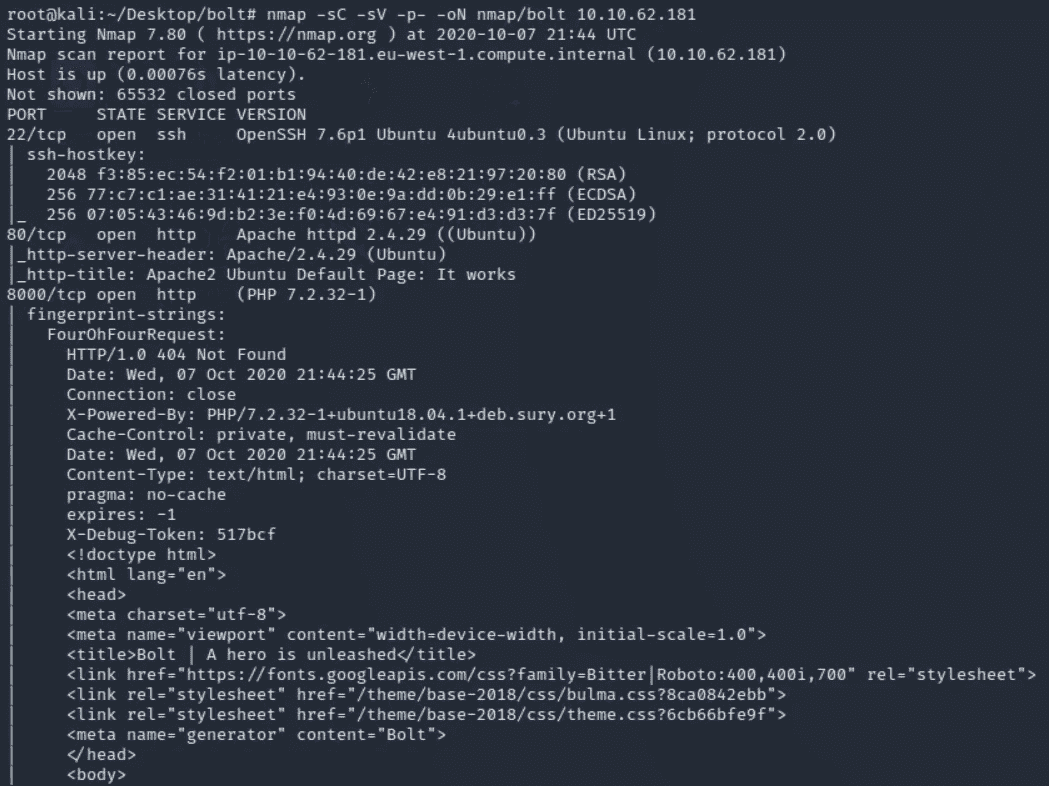 root@kali:~/Desktop/bolt# nmap -sC -sV -p- -oN nmap/bolt 10.10.62.181
Starting Nmap 7.80 ( https://nmap.org ) at 2020-10-07 21:44 UTC
Nmap scan report for ip-10-10-62-181.eu-west-1.compute.internal (10.10.62.181)
Host is up (0.00076s latency).
Not shown: 65532 closed ports
PORT     STATE SERVICE VERSION
22/tcp   open  ssh     OpenSSH 7.6p1 Ubuntu 4ubuntu0.3 (Ubuntu Linux; protocol 2.0)
| ssh-hostkey:
|   2048 f3:85:ec:54:f2:01:b1:94:40:de:42:e8:21:97:20:80 (RSA)
|   256 77:c7:c1:ae:31:41:21:e4:93:0e:9a:dd:0b:29:e1:ff (ECDSA)
|_  256 07:05:43:46:9d:b2:3e:f0:4d:69:67:e4:91:d3:d3:7f (ED25519)
80/tcp   open  http    Apache httpd 2.4.29 ((Ubuntu))
|_http-server-header: Apache/2.4.29 (Ubuntu)
|_http-title: Apache2 Ubuntu Default Page: It works
8000/tcp open  http    (PHP 7.2.32-1)
| fingerprint-strings:
|   FourOhFourRequest:
|     HTTP/1.0 404 Not Found
|     Date: Wed, 07 Oct 2020 21:44:25 GMT
|     Connection: close
|     X-Powered-By: PHP/7.2.32-1+ubuntu18.04.1+deb.sury.org+1
|     Cache-Control: private, must-revalidate
|     Date: Wed, 07 Oct 2020 21:44:25 GMT
|     Content-Type: text/html; charset=UTF-8
|     pragma: no-cache
|     expires: -1
|     X-Debug-Token: 517bcf
|     <!doctype html>
|     <html lang="en">
|     <head>
|     <meta charset="utf-8">
|     <meta name="viewport" content="width=device-width, initial-scale=1.0">
|     <title>Bolt | A hero is unleashed</title>
|     <link href="https://fonts.googleapis.com/css?family=Bitter|Roboto:400,400i,700" rel="stylesheet">
|     <link rel="stylesheet" href="/theme/base-2018/css/bulma.css?8ca0842ebb">
|     <link rel="stylesheet" href="/theme/base-2018/css/theme.css?6cb66bfe9f">
|     <meta name="generator" content="Bolt">
|     </head>
|     <body>